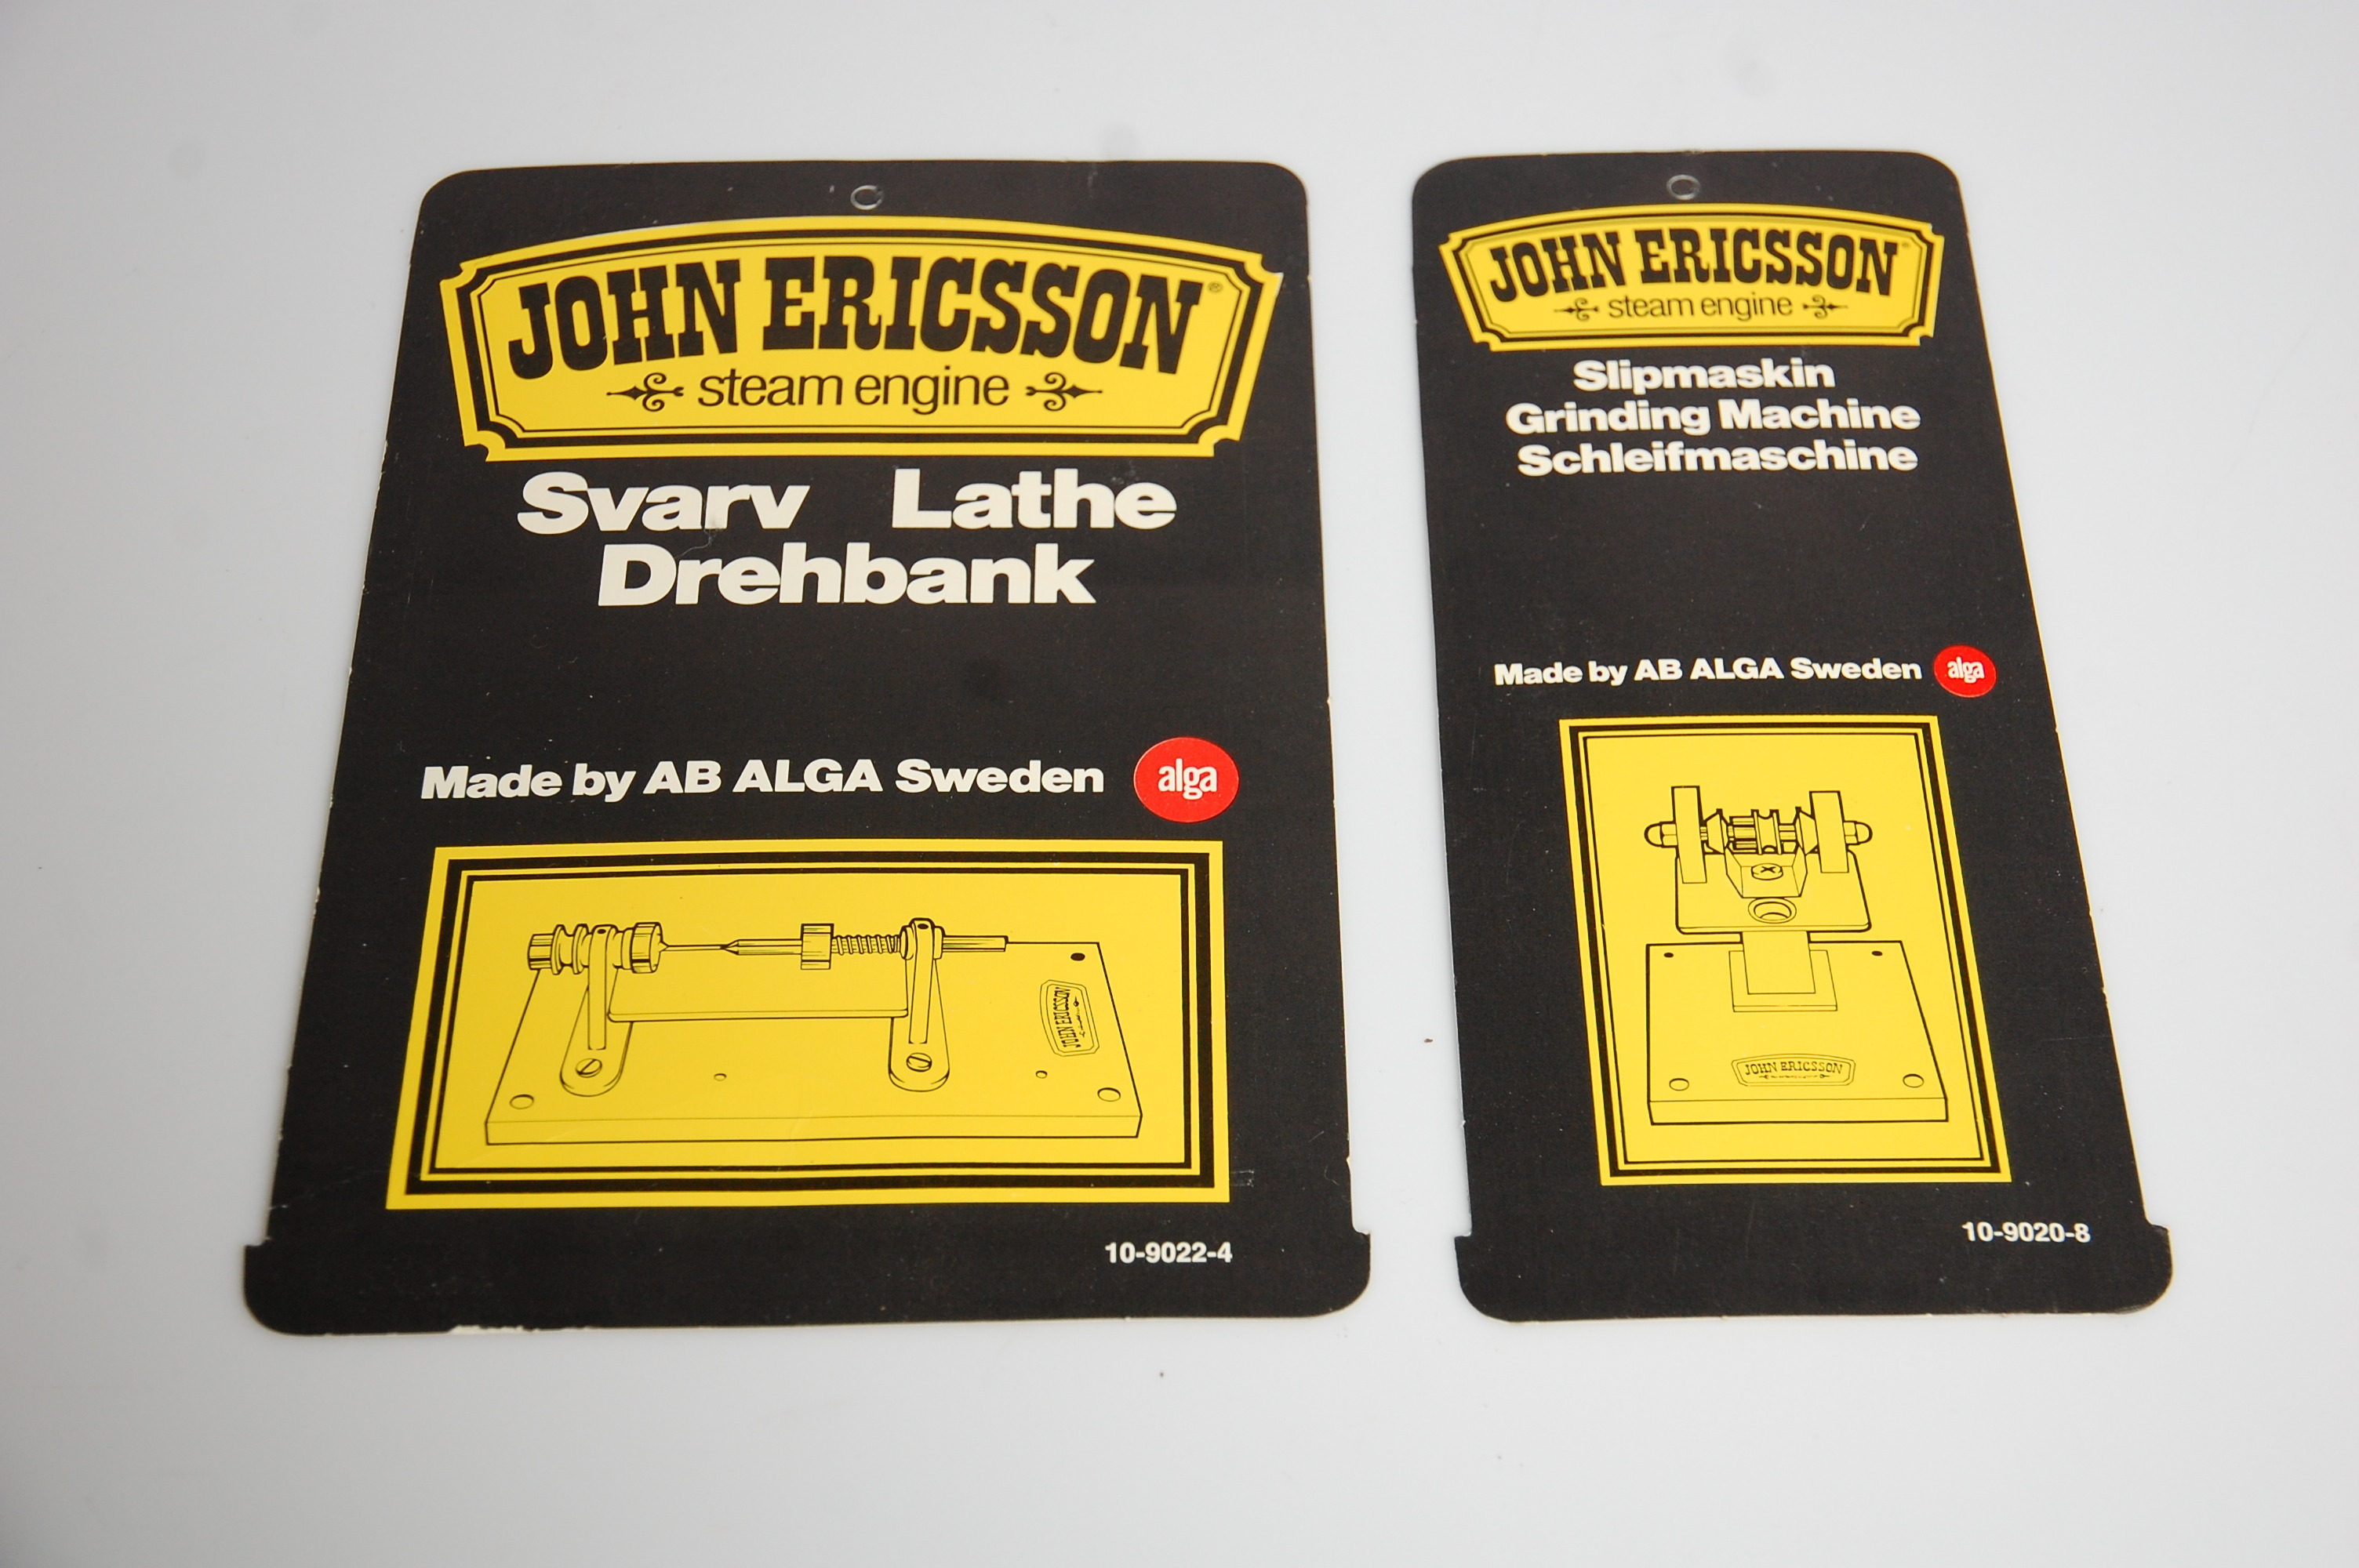 JOHN ERICSSON®
steam engine
Svarv Lathe
Drehbank
Made by AB ALGA Sweden
alga
JOHN ERICSSON
10-9022-4
JOHN ERICSSON®
steam engine
Slipmaskin
Grinding Machine
Schleifmaschine
Made by AB ALGA Sweden
alga
JOHN ERICSSON
10-9020-8